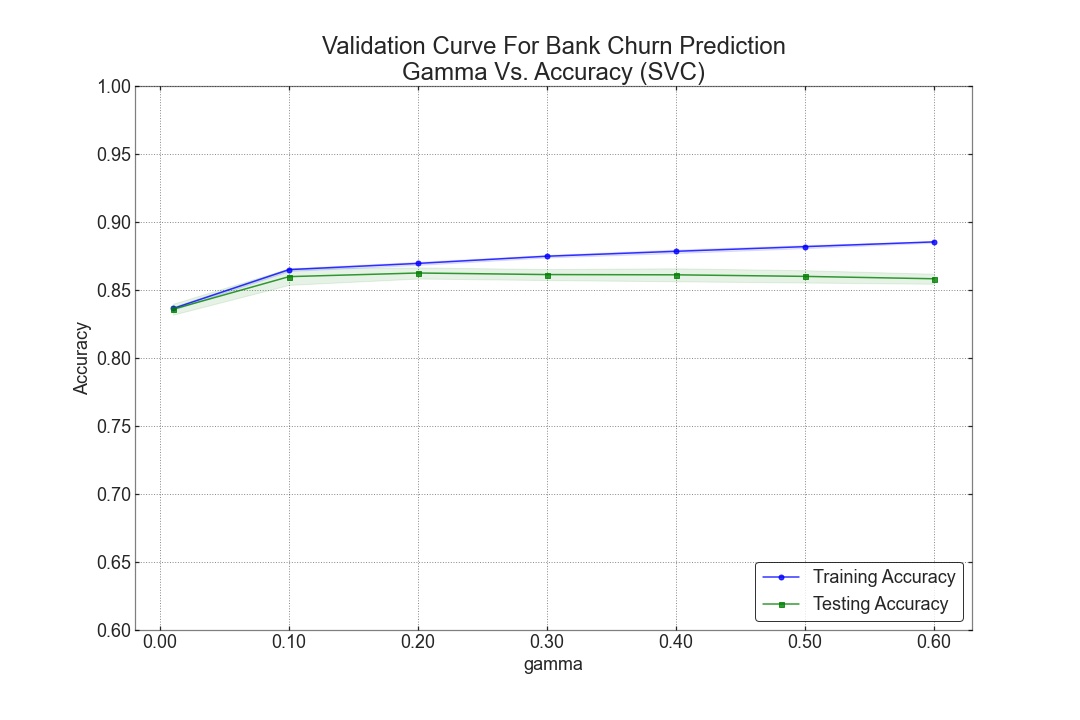 Validation Curve For Bank Churn Prediction
Gamma Vs. Accuracy (SVC)
1.00
0.95
0.90
0.85
0.80
0.75
0.70
0.65
0.60
Accuracy
0.00 0.10 0.20 0.30 0.40 0.50 0.60
gamma
Training Accuracy
Testing Accuracy